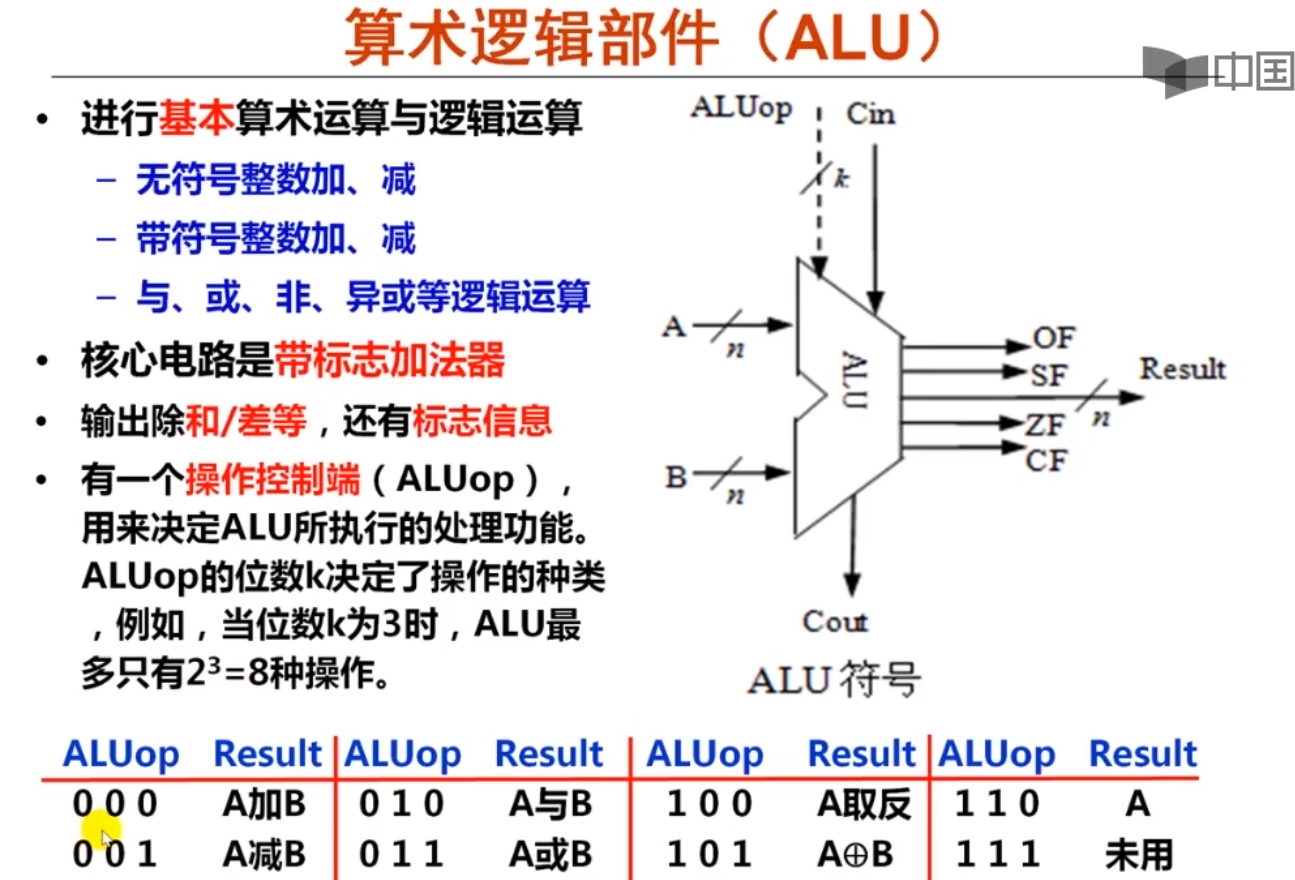 算术逻辑部件（ALU）
中国
• 进行基本算术运算与逻辑运算
– 无符号整数加、减
– 带符号整数加、减
– 与、或、非、异或等逻辑运算
• 核心电路是带标志加法器
• 输出除和/差等，还有标志信息
• 有一个操作控制端（ALUop），
用来决定ALU所执行的处理功能。
ALUop的位数k决定了操作的种类
，例如，当位数k为3时，ALU最
多只有2³=8种操作。
ALUop Cin
k
A n
B n
ALU
OF
SF
Result
n
ZF
CF
Cout
ALU 符号
ALUop Result ALUop Result ALUop Result ALUop Result
0 0 0 A加B 0 1 0 A与B 1 0 0 A取反 1 1 0 A
0 0 1 A减B 0 1 1 A或B 1 0 1 A⊕B 1 1 1 未用